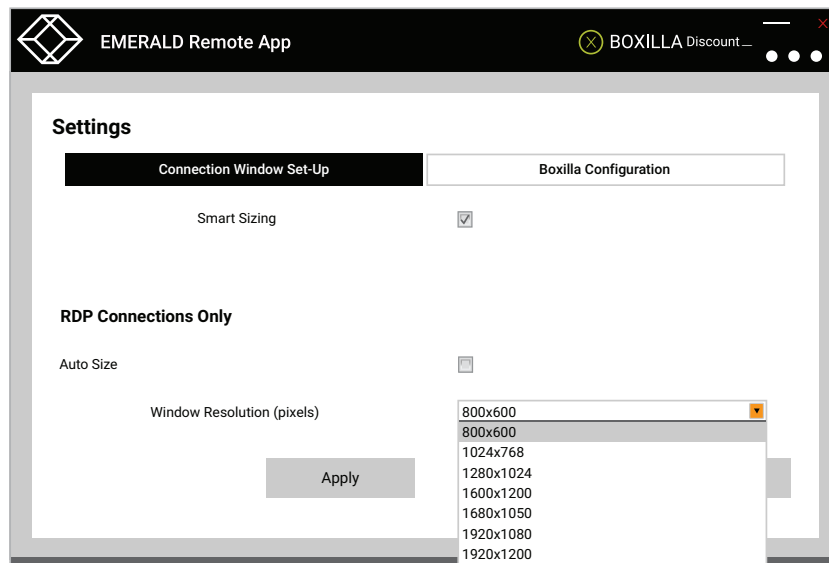 EMERALD Remote App
BOXILLA Discount
Settings
Connection Window Set-Up
Boxilla Configuration
Smart Sizing
RDP Connections Only
Auto Size
Window Resolution (pixels)
800x600
800x600
1024x768
1280x1024
1600x1200
1680x1050
1920x1080
1920x1200
Apply